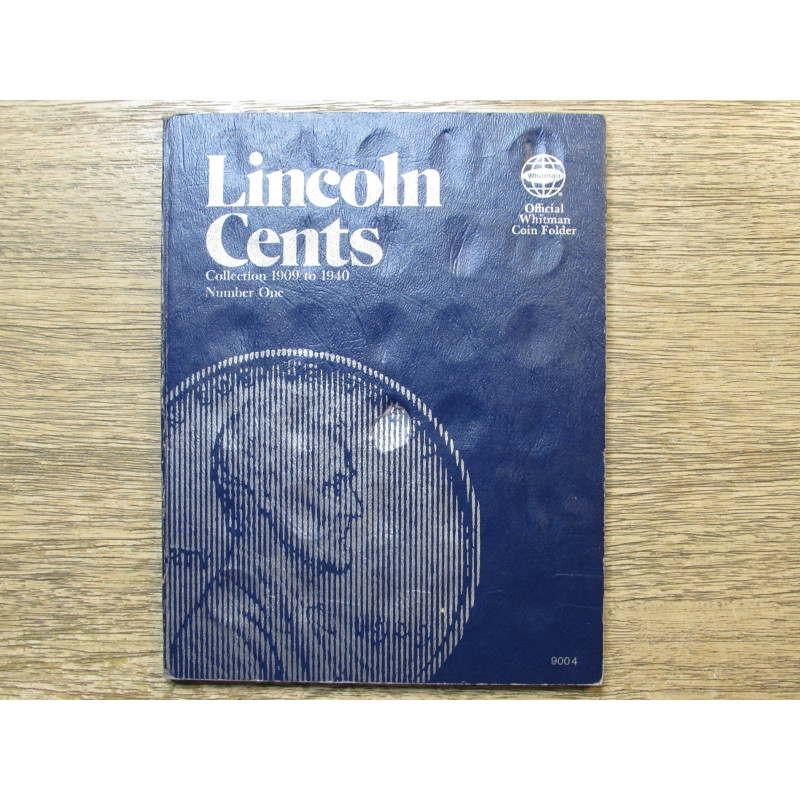 Lincoln
Cents
Collection 1909 to 1940
Number One
Whitman
Official
Whitman
Coin Folder
9004